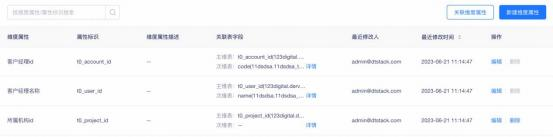 按维度属性/属性标识搜索
关联维度属性 新建维度属性
维度属性 属性标识 维度属性描述 关联表字段 最近修改人 最近修改时间 操作
客户经理id t0_account_id -- 主维表: t0_account_id(123digital.… admin@dtstack.com 2023-06-21 11:14:47 编辑 删除
次维表: code(11dsdsa.11dsdsa_t… 详情
客户经理名称 t0_user_id -- 主维表: t0_user_id(123digital.derv… admin@dtstack.com 2023-06-21 11:14:47 编辑 删除
次维表: name(11dsdsa.11dsdsa… 详情
所属机构id t0_project_id -- 主维表: t0_project_id(123digital.d… admin@dtstack.com 2023-06-21 11:14:47 编辑 删除
次维表: -- 详情